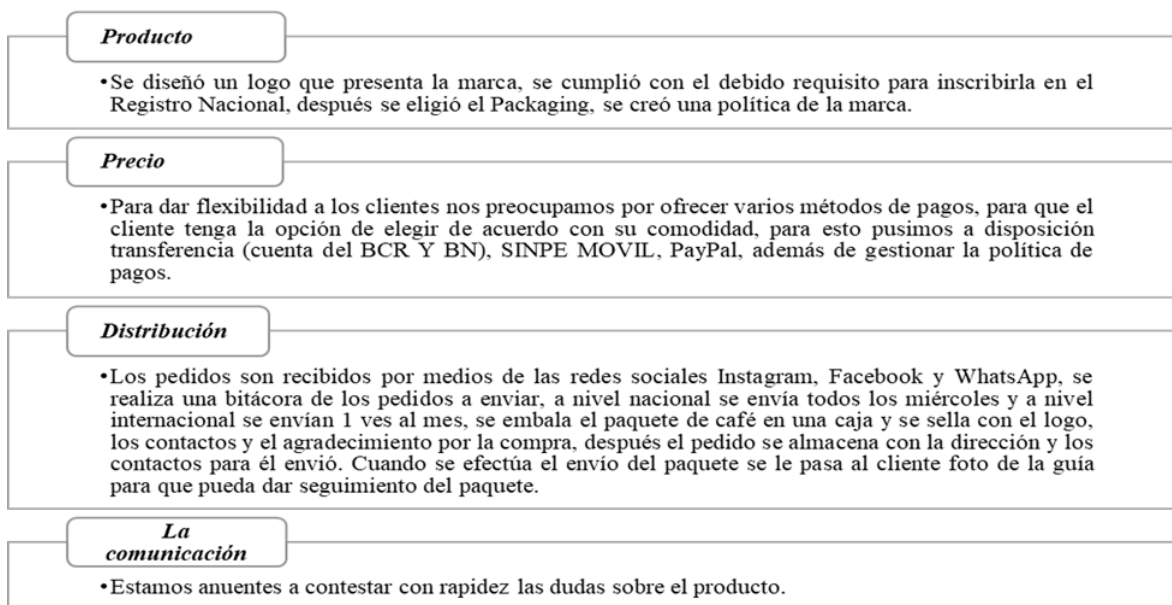 Producto
•Se diseñó un logo que presenta la marca, se cumplió con el debido requisito para inscribirla en el
Registro Nacional, después se eligió el Packaging, se creó una política de la marca.
Precio
•Para dar flexibilidad a los clientes nos preocupamos por ofrecer varios métodos de pagos, para que el
cliente tenga la opción de elegir de acuerdo con su comodidad, para esto pusimos a disposición
transferencia (cuenta del BCR Y BN), SINPE MOVIL, PayPal, además de gestionar la política de
pagos.
Distribución
•Los pedidos son recibidos por medios de las redes sociales Instagram, Facebook y WhatsApp, se
realiza una bitácora de los pedidos a enviar, a nivel nacional se envía todos los miércoles y a nivel
internacional se envían 1 ves al mes, se embala el paquete de café en una caja y se sella con el logo,
los contactos y el agradecimiento por la compra, después el pedido se almacena con la dirección y los
contactos para él envió. Cuando se efectúa el envío del paquete se le pasa al cliente foto de la guía
para que pueda dar seguimiento del paquete.
La
comunicación
•Estamos anuentes a contestar con rapidez las dudas sobre el producto.